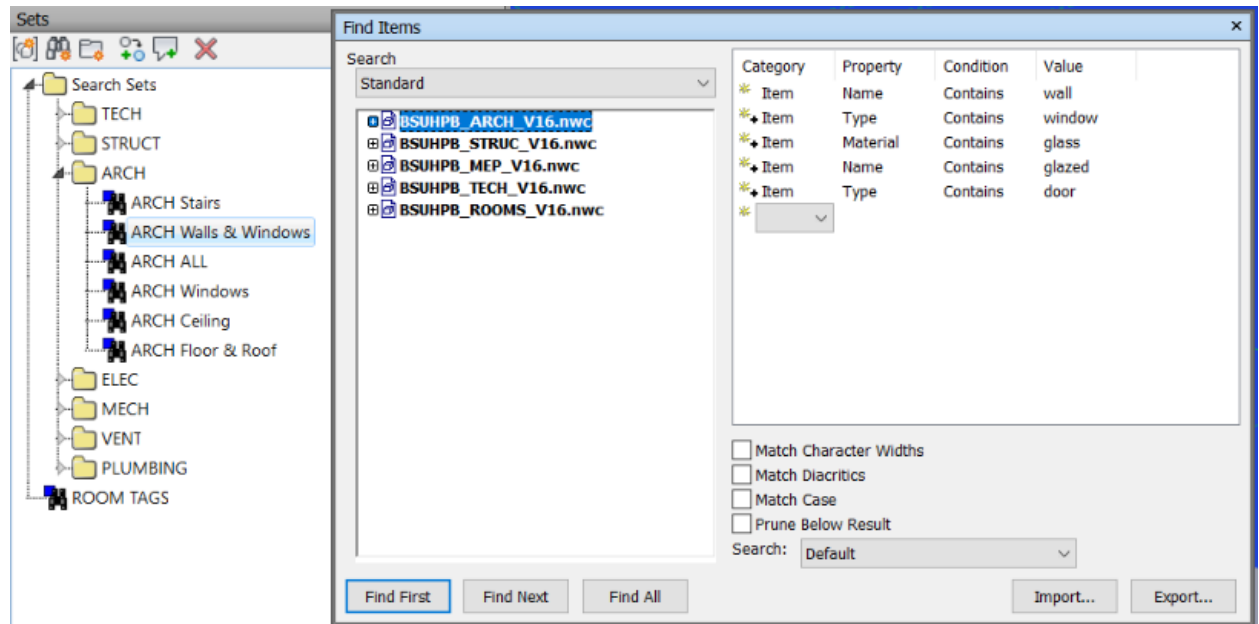 Sets
Search Sets
TECH
STRUCT
ARCH
ARCH Stairs
ARCH Walls & Windows
ARCH ALL
ARCH Windows
ARCH Ceiling
ARCH Floor & Roof
ELEC
MECH
VENT
PLUMBING
ROOM TAGS
Find Items
Search
Standard
BSUHPB_ARCH_V16.nwc
BSUHPB_STRUC_V16.nwc
BSUHPB_MEP_V16.nwc
BSUHPB_TECH_V16.nwc
BSUHPB_ROOMS_V16.nwc
Category Property Condition Value
Item Name Contains wall
Item Type Contains window
Item Material Contains glass
Item Name Contains glazed
Item Type Contains door
Match Character Widths
Match Diacritics
Match Case
Prune Below Result
Search: Default
Find First Find Next Find All Import... Export...